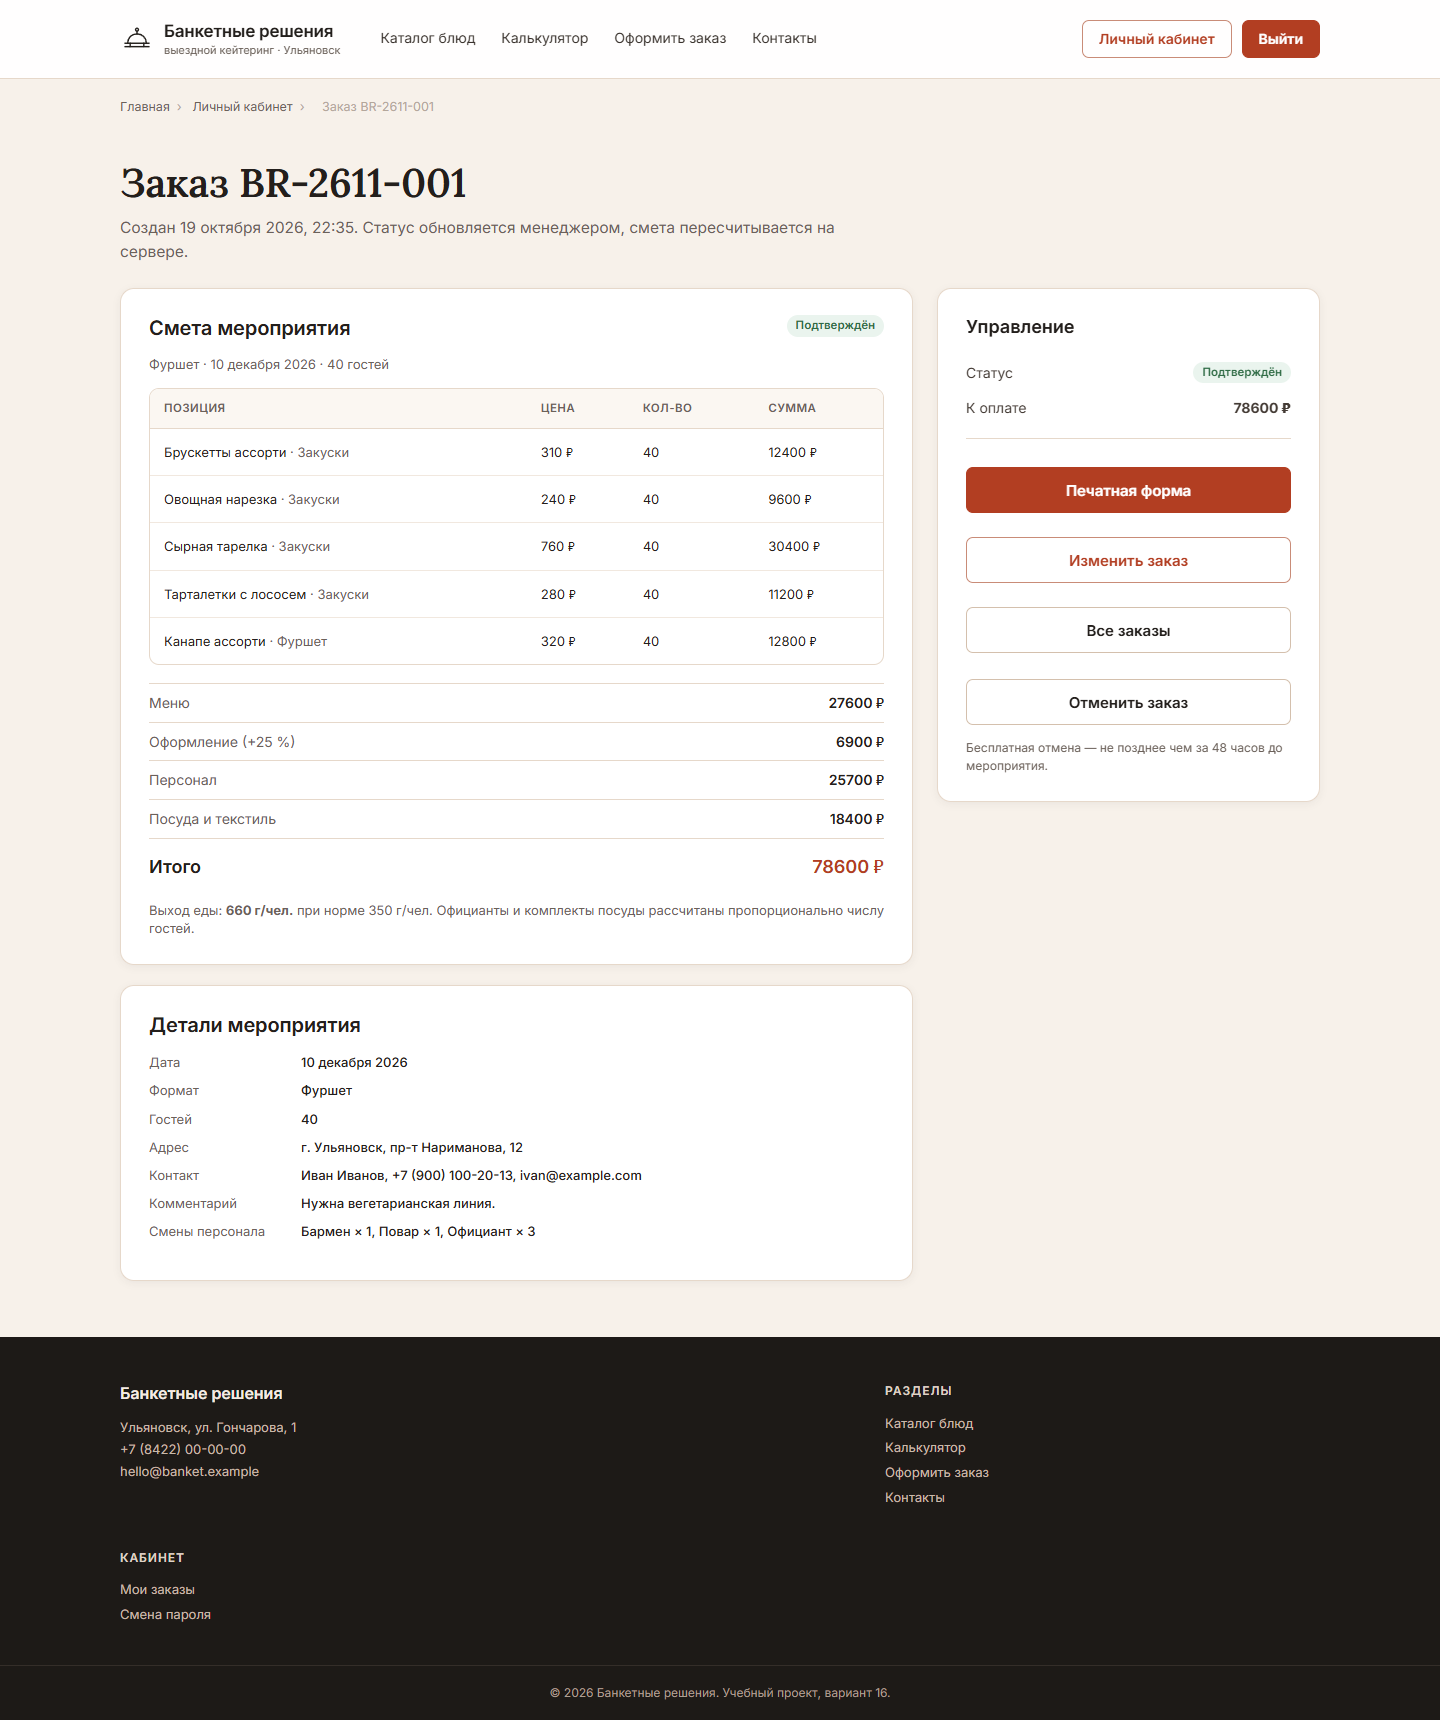 Банкетные решения
выездной кейтеринг · Ульяновск
Каталог блюд
Калькулятор
Оформить заказ
Контакты
Личный кабинет
Выйти
Главная › Личный кабинет › Заказ BR-2611-001
Заказ BR-2611-001
Создан 19 октября 2026, 22:35. Статус обновляется менеджером, смета пересчитывается на
сервере.
Смета мероприятия
Подтверждён
Фуршет · 10 декабря 2026 · 40 гостей
ПОЗИЦИЯ ЦЕНА КОЛ-ВО СУММА
Брускетты ассорти · Закуски 310 ₽ 40 12400 ₽
Овощная нарезка · Закуски 240 ₽ 40 9600 ₽
Сырная тарелка · Закуски 760 ₽ 40 30400 ₽
Тарталетки с лососем · Закуски 280 ₽ 40 11200 ₽
Канапе ассорти · Фуршет 320 ₽ 40 12800 ₽
Меню 27600 ₽
Оформление (+25 %) 6900 ₽
Персонал 25700 ₽
Посуда и текстиль 18400 ₽
Итого 78600 ₽
Выход еды: 660 г/чел. при норме 350 г/чел. Официанты и комплекты посуды рассчитаны пропорционально числу
гостей.
Управление
Статус Подтверждён
К оплате 78600 ₽
Печатная форма
Изменить заказ
Все заказы
Отменить заказ
Бесплатная отмена — не позднее чем за 48 часов до
мероприятия.
Детали мероприятия
Дата 10 декабря 2026
Формат Фуршет
Гостей 40
Адрес г. Ульяновск, пр-т Нариманова, 12
Контакт Иван Иванов, +7 (900) 100-20-13, ivan@example.com
Комментарий Нужна вегетарианская линия.
Смены персонала Бармен × 1, Повар × 1, Официант × 3
Банкетные решения
Ульяновск, ул. Гончарова, 1
+7 (8422) 00-00-00
hello@banket.example
РАЗДЕЛЫ
Каталог блюд
Калькулятор
Оформить заказ
Контакты
КАБИНЕТ
Мои заказы
Смена пароля
© 2026 Банкетные решения. Учебный проект, вариант 16.